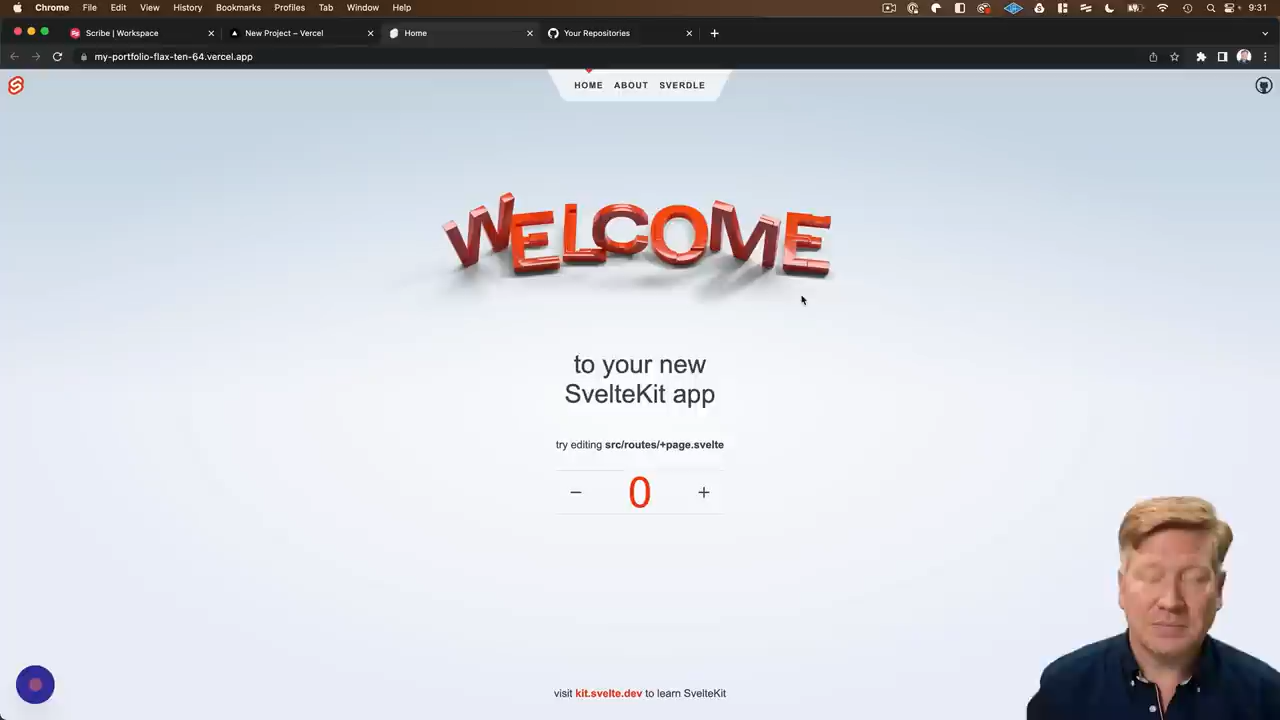 Chrome File Edit View History Bookmarks Profiles Tab Window Help 9:31
Scribe | Workspace New Project – Vercel Home Your Repositories
my-portfolio-flax-ten-64.vercel.app
HOME ABOUT SVERDLE
WELCOME
to your new
SvelteKit app
try editing src/routes/+page.svelte
− 0 +
visit kit.svelte.dev to learn SvelteKit